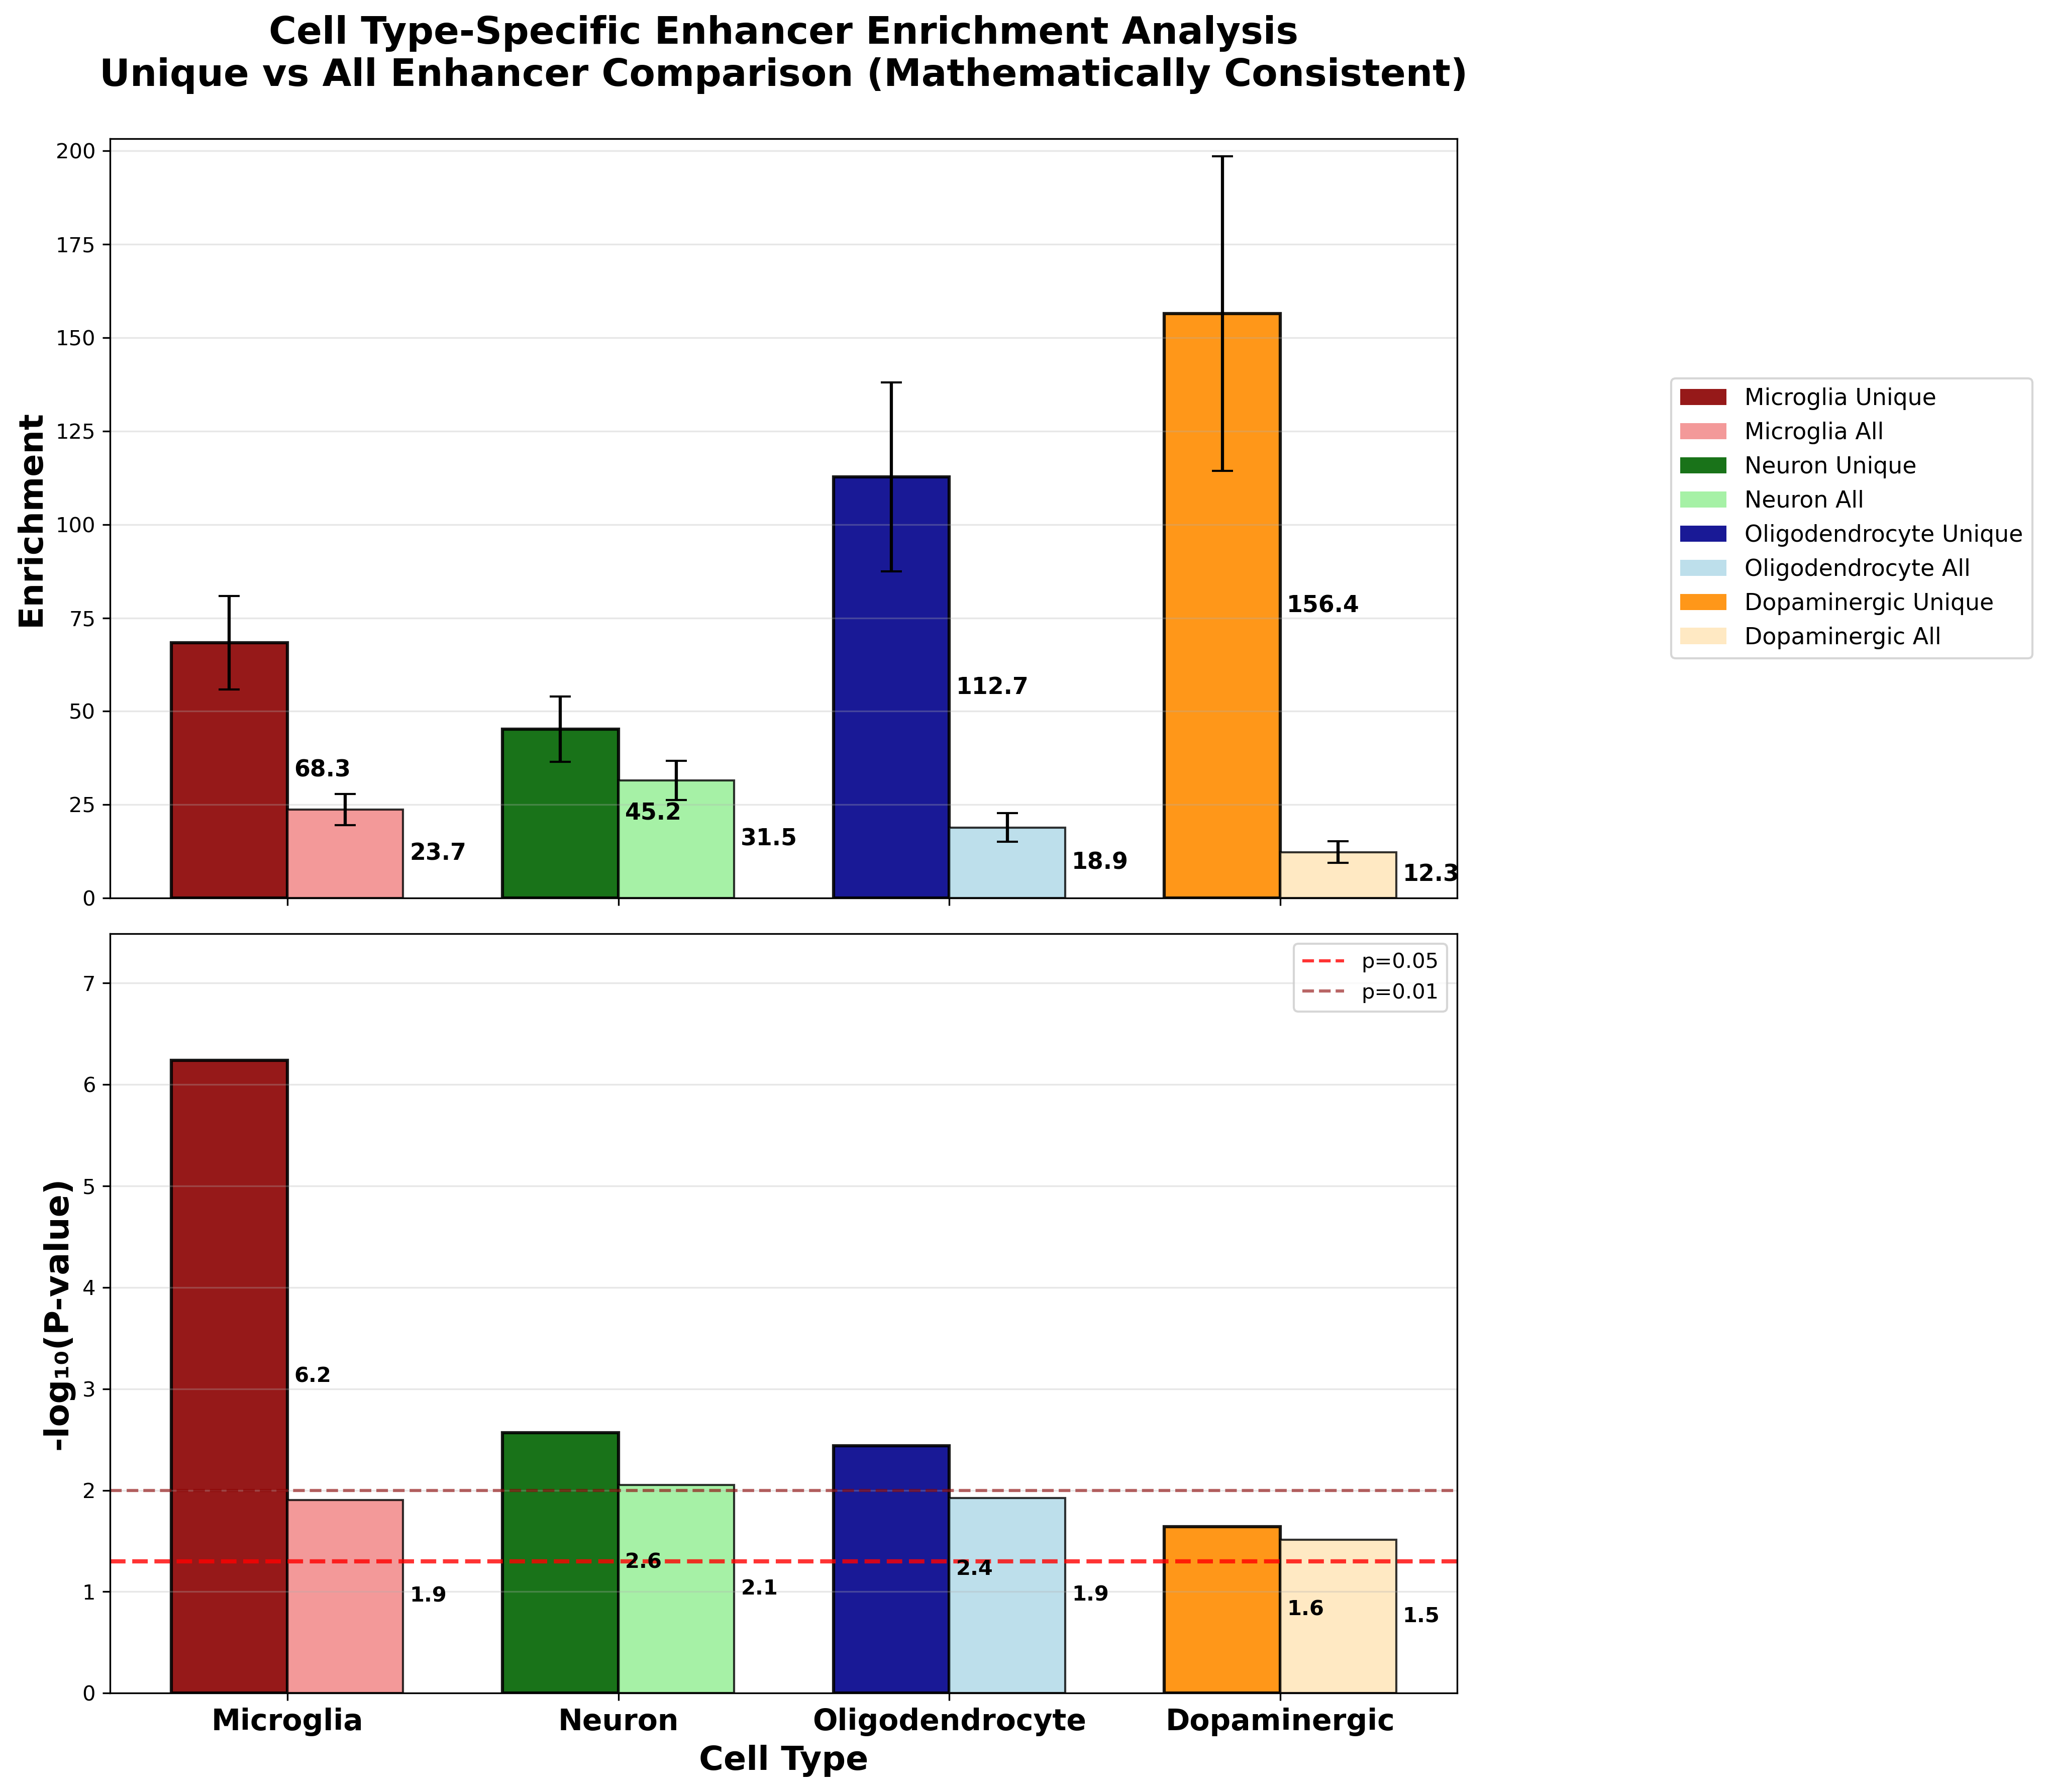 Cell Type-Specific Enhancer Enrichment Analysis
Unique vs All Enhancer Comparison (Mathematically Consistent)
Enrichment
200
175
150
125
100
75
50
25
0
68.3
23.7
45.2
31.5
112.7
18.9
156.4
12.3
Microglia Unique
Microglia All
Neuron Unique
Neuron All
Oligodendrocyte Unique
Oligodendrocyte All
Dopaminergic Unique
Dopaminergic All
-log₁₀(P-value)
7
6
5
4
3
2
1
0
p=0.05
p=0.01
6.2
1.9
2.6
2.1
2.4
1.9
1.6
1.5
Microglia
Neuron
Oligodendrocyte
Dopaminergic
Cell Type